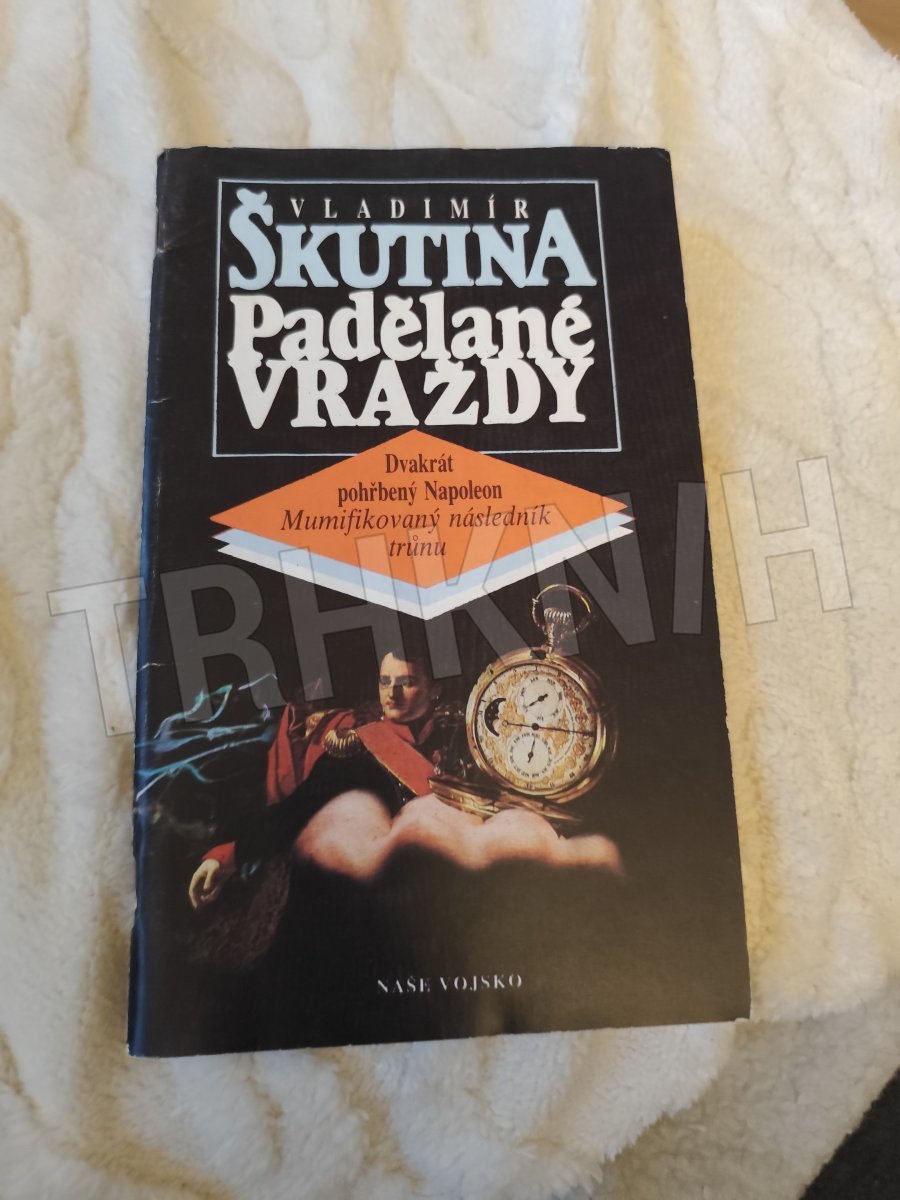 VLADIMÍR
ŠKUTINA
Padělané
VRAŽDY
Dvakrát
pohřbený Napoleon
Mumifikovaný následník
trůnu
TRHKNIH
NAŠE VOJSKO